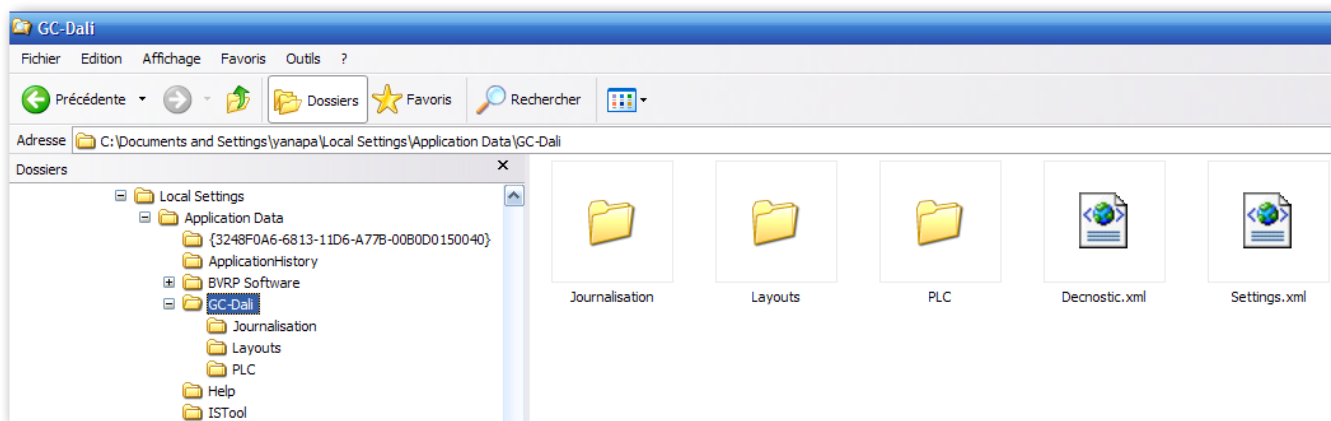 GC-Dali
Fichier Edition Affichage Favoris Outils ?
Précédente Dossiers Favoris Rechercher
Adresse C:\Documents and Settings\yanapa\Local Settings\Application Data\GC-Dali
Dossiers x
Local Settings
Application Data
{3248F0A6-6813-11D6-A77B-00B0D0150040}
ApplicationHistory
BVRP Software
GC-Dali
Journalisation
Layouts
PLC
Help
ISTool
Journalisation Layouts PLC Decnostic.xml Settings.xml